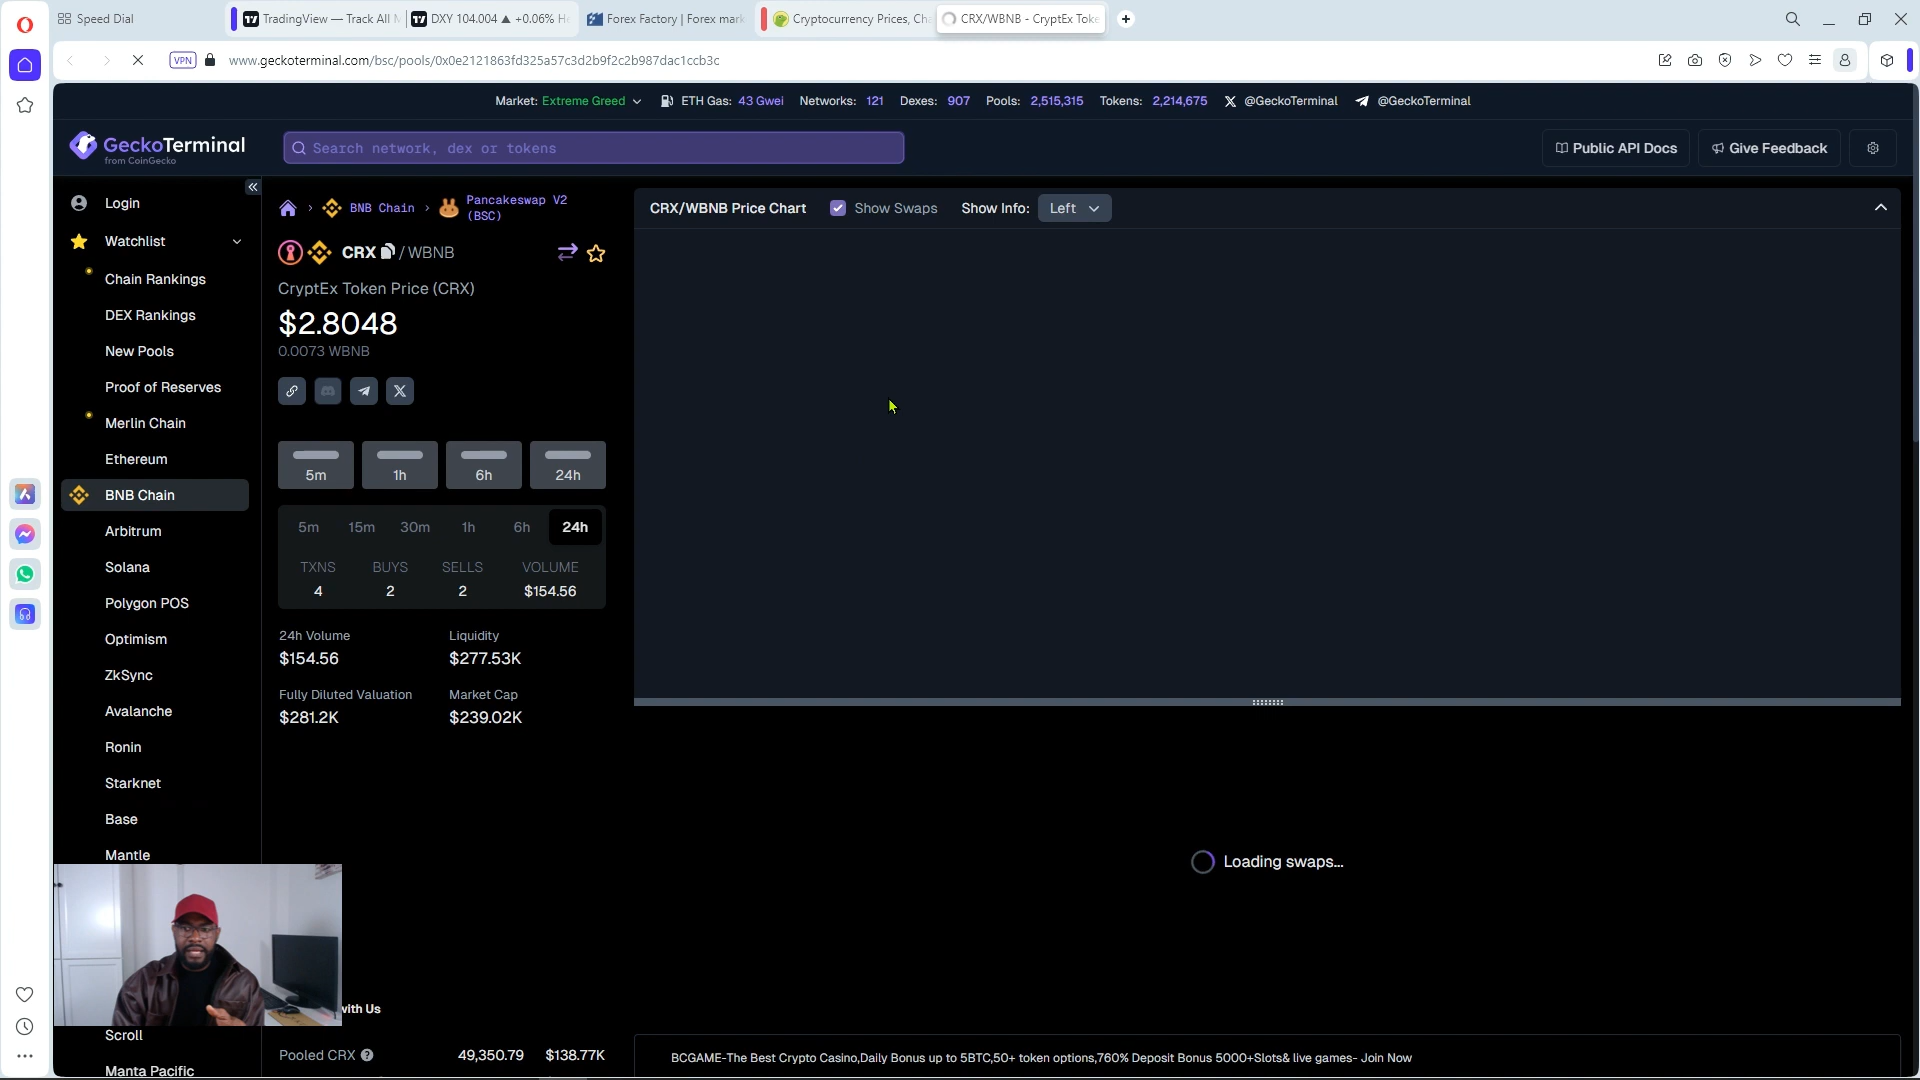 Speed Dial
TradingView — Track All M
DXY 104.004 ▲ +0.06% H
Forex Factory | Forex mark
Cryptocurrency Prices, Ch
CRX/WBNB - CryptEx Toke
VPN
www.geckoterminal.com/bsc/pools/0x0e2121863fd325a57c3d2b9f2c2b987dac1ccb3c
Market: Extreme Greed
ETH Gas: 43 Gwei
Networks: 121
Dexes: 907
Pools: 2,515,315
Tokens: 2,214,675
@GeckoTerminal
@GeckoTerminal
GeckoTerminal
from CoinGecko
Search network, dex or tokens
Public API Docs
Give Feedback
Login
Watchlist
Chain Rankings
DEX Rankings
New Pools
Proof of Reserves
Merlin Chain
Ethereum
BNB Chain
Arbitrum
Solana
Polygon POS
Optimism
ZkSync
Avalanche
Ronin
Starknet
Base
Mantle
Scroll
Manta Pacific
BNB Chain
Pancakeswap V2
(BSC)
CRX / WBNB
CryptEx Token Price (CRX)
$2.8048
0.0073 WBNB
5m
1h
6h
24h
5m 15m 30m 1h 6h 24h
TXNS BUYS SELLS VOLUME
4 2 2 $154.56
24h Volume Liquidity
$154.56 $277.53K
Fully Diluted Valuation Market Cap
$281.2K $239.02K
with Us
Pooled CRX 49,350.79 $138.77K
CRX/WBNB Price Chart
Show Swaps
Show Info:
Left
Loading swaps...
BCGAME-The Best Crypto Casino,Daily Bonus up to 5BTC,50+ token options,760% Deposit Bonus 5000+Slots& live games- Join Now